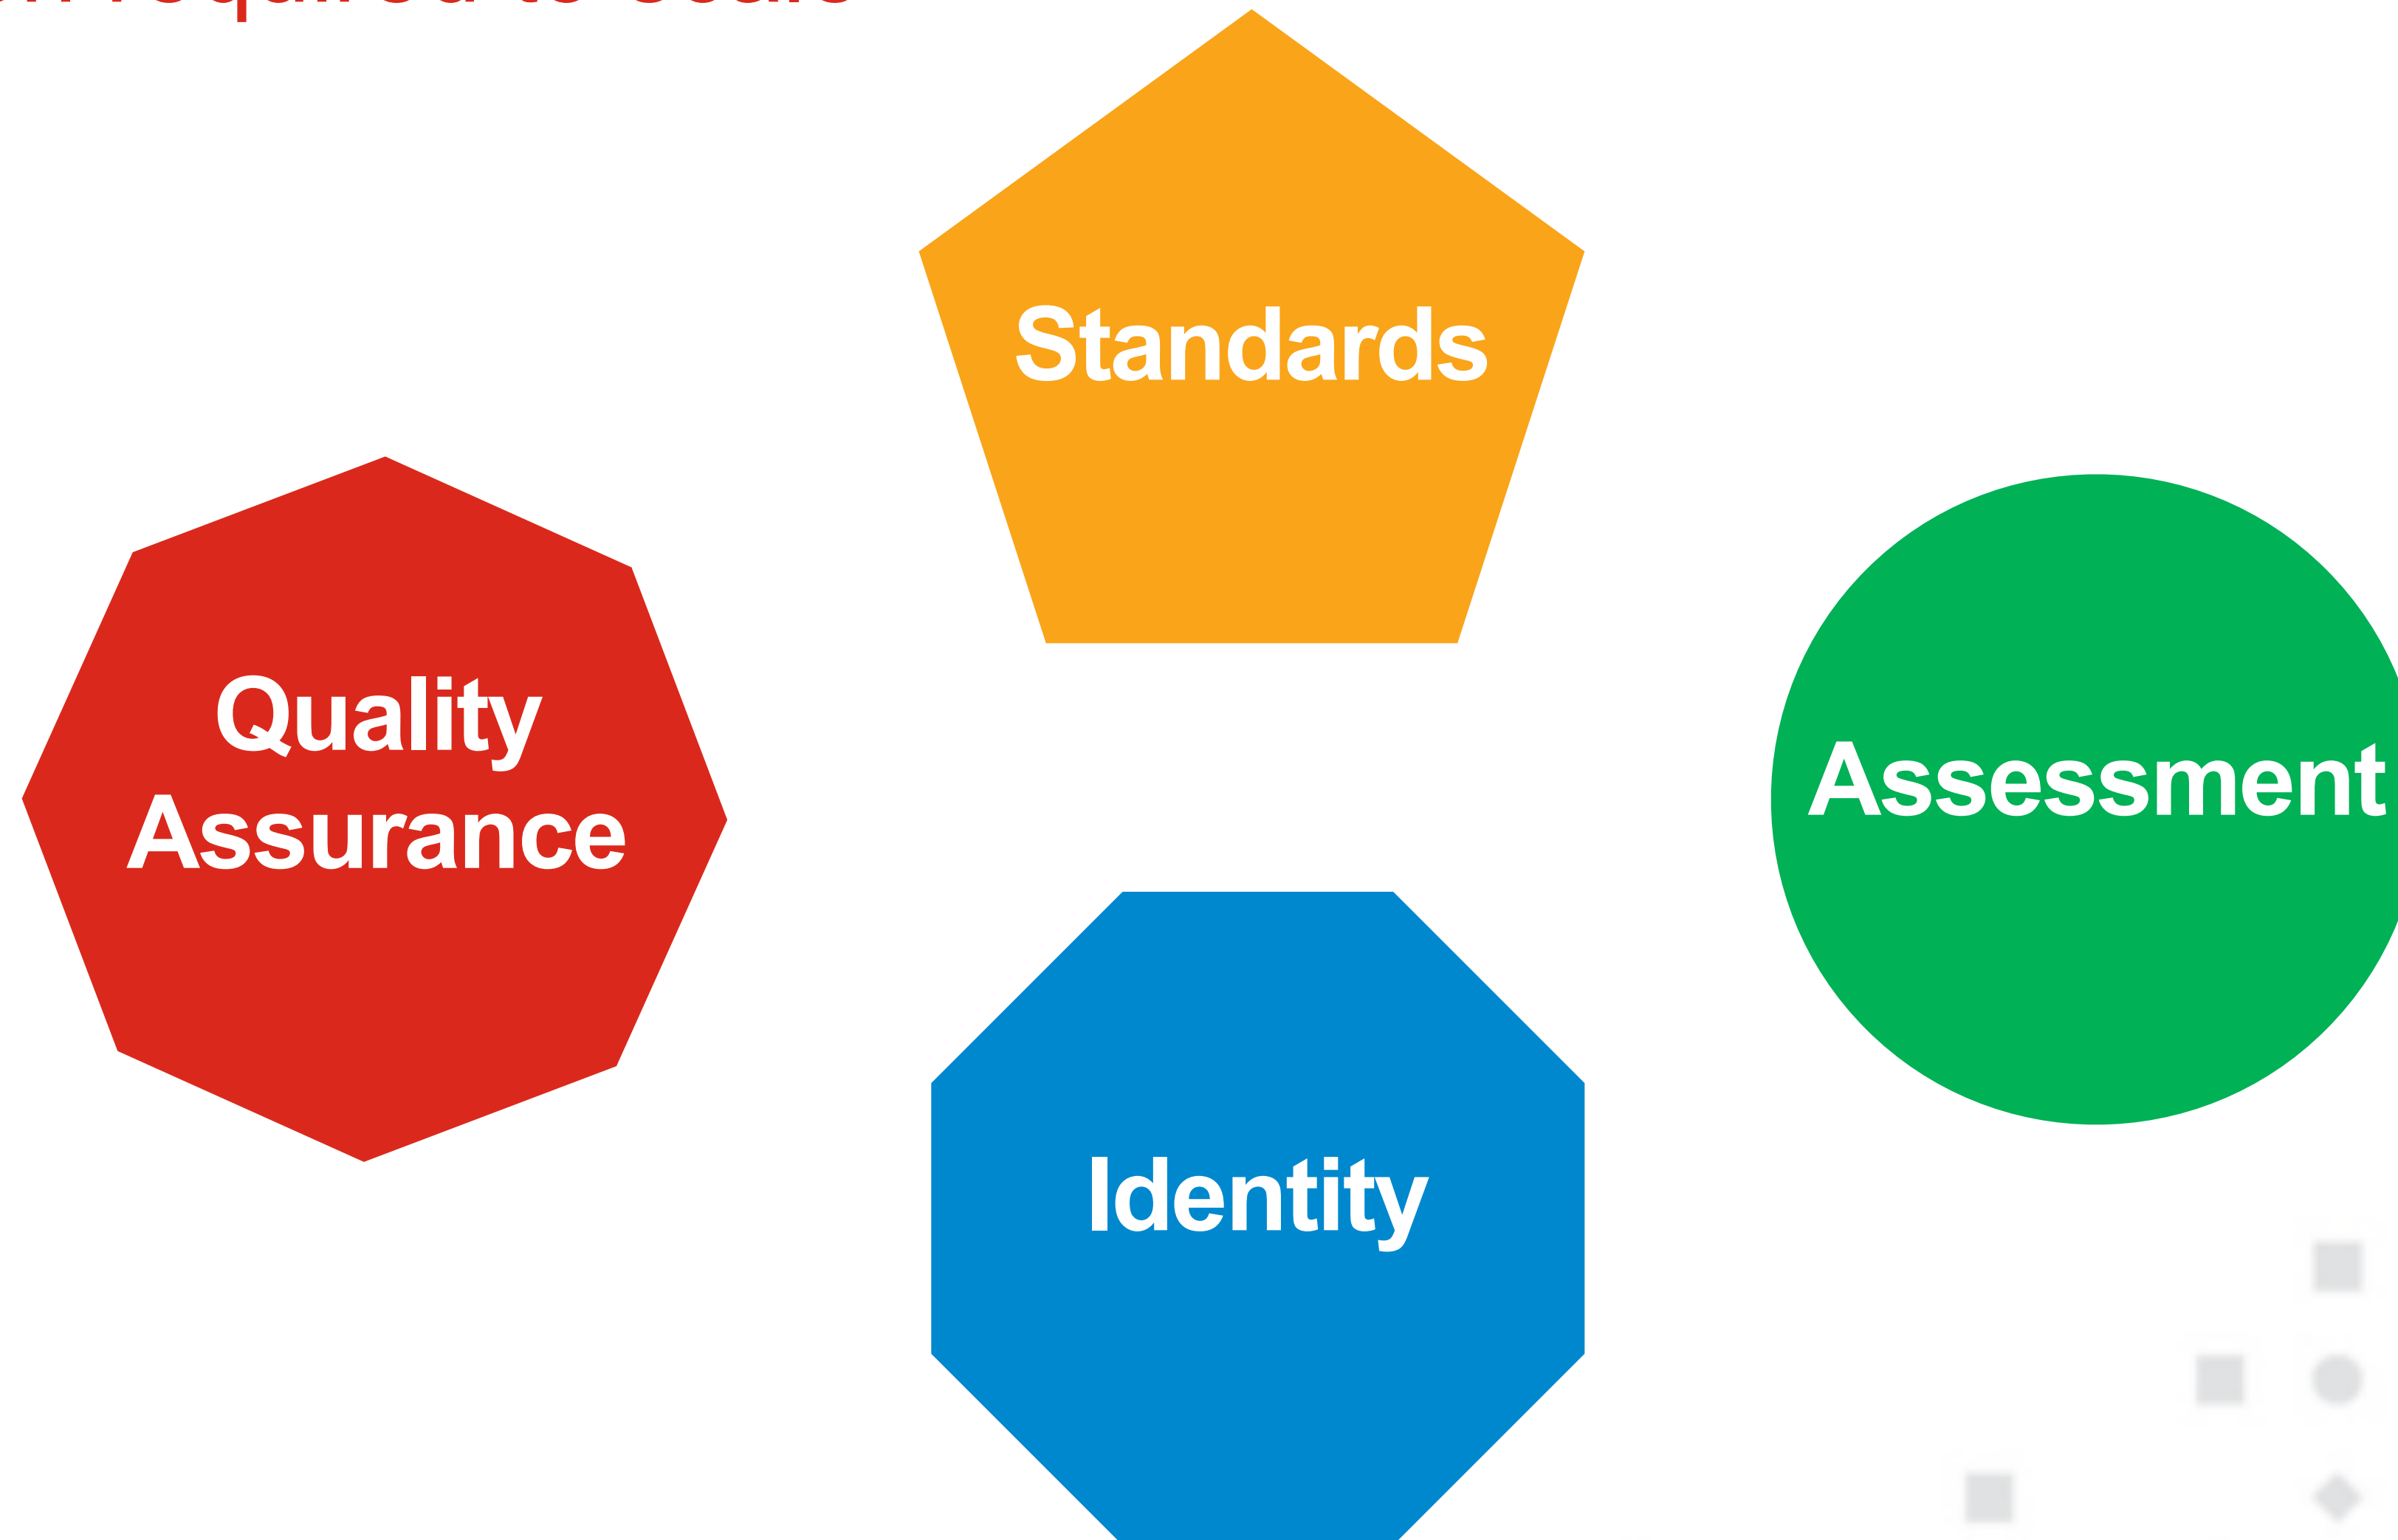 Standards
Quality
Assurance
Assessment
Identity